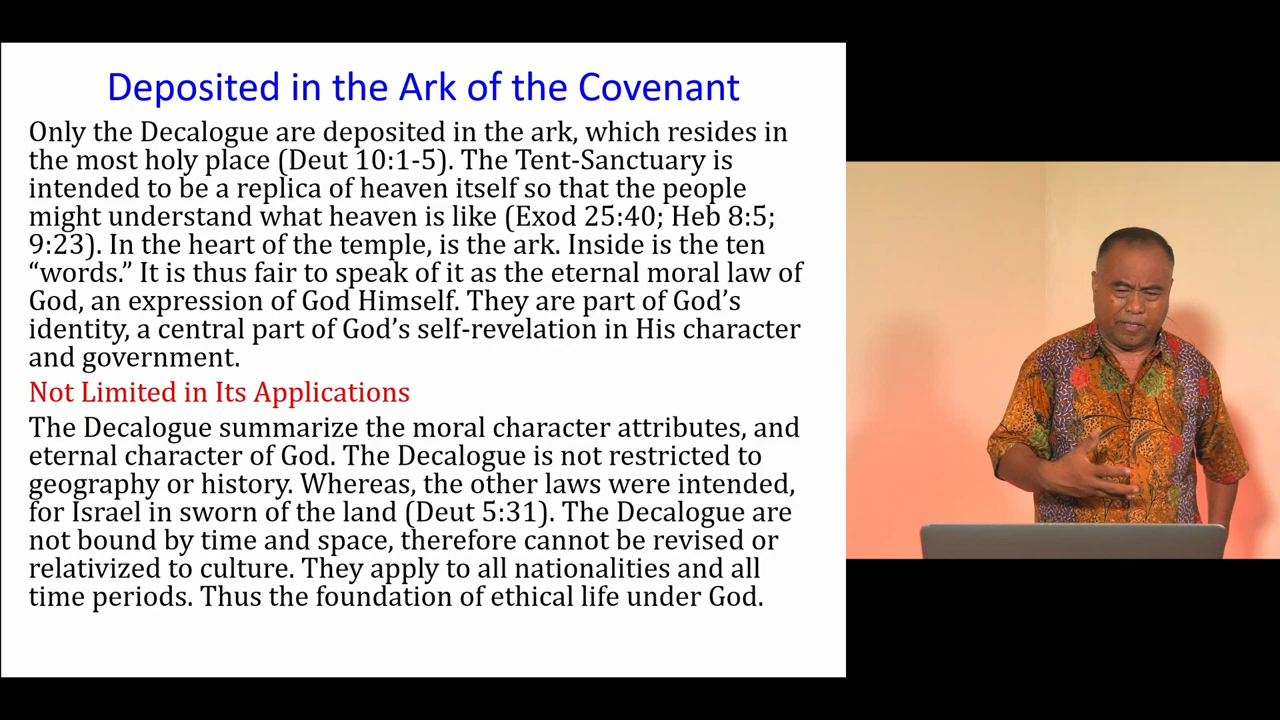 Deposited in the Ark of the Covenant
Only the Decalogue are deposited in the ark, which resides in
the most holy place (Deut 10:1-5). The Tent-Sanctuary is
intended to be a replica of heaven itself so that the people
might understand what heaven is like (Exod 25:40; Heb 8:5;
9:23). In the heart of the temple, is the ark. Inside is the ten
“words.” It is thus fair to speak of it as the eternal moral law of
God, an expression of God Himself. They are part of God’s
identity, a central part of God’s self-revelation in His character
and government.
Not Limited in Its Applications
The Decalogue summarize the moral character attributes, and
eternal character of God. The Decalogue is not restricted to
geography or history. Whereas, the other laws were intended,
for Israel in sworn of the land (Deut 5:31). The Decalogue are
not bound by time and space, therefore cannot be revised or
relativized to culture. They apply to all nationalities and all
time periods. Thus the foundation of ethical life under God.